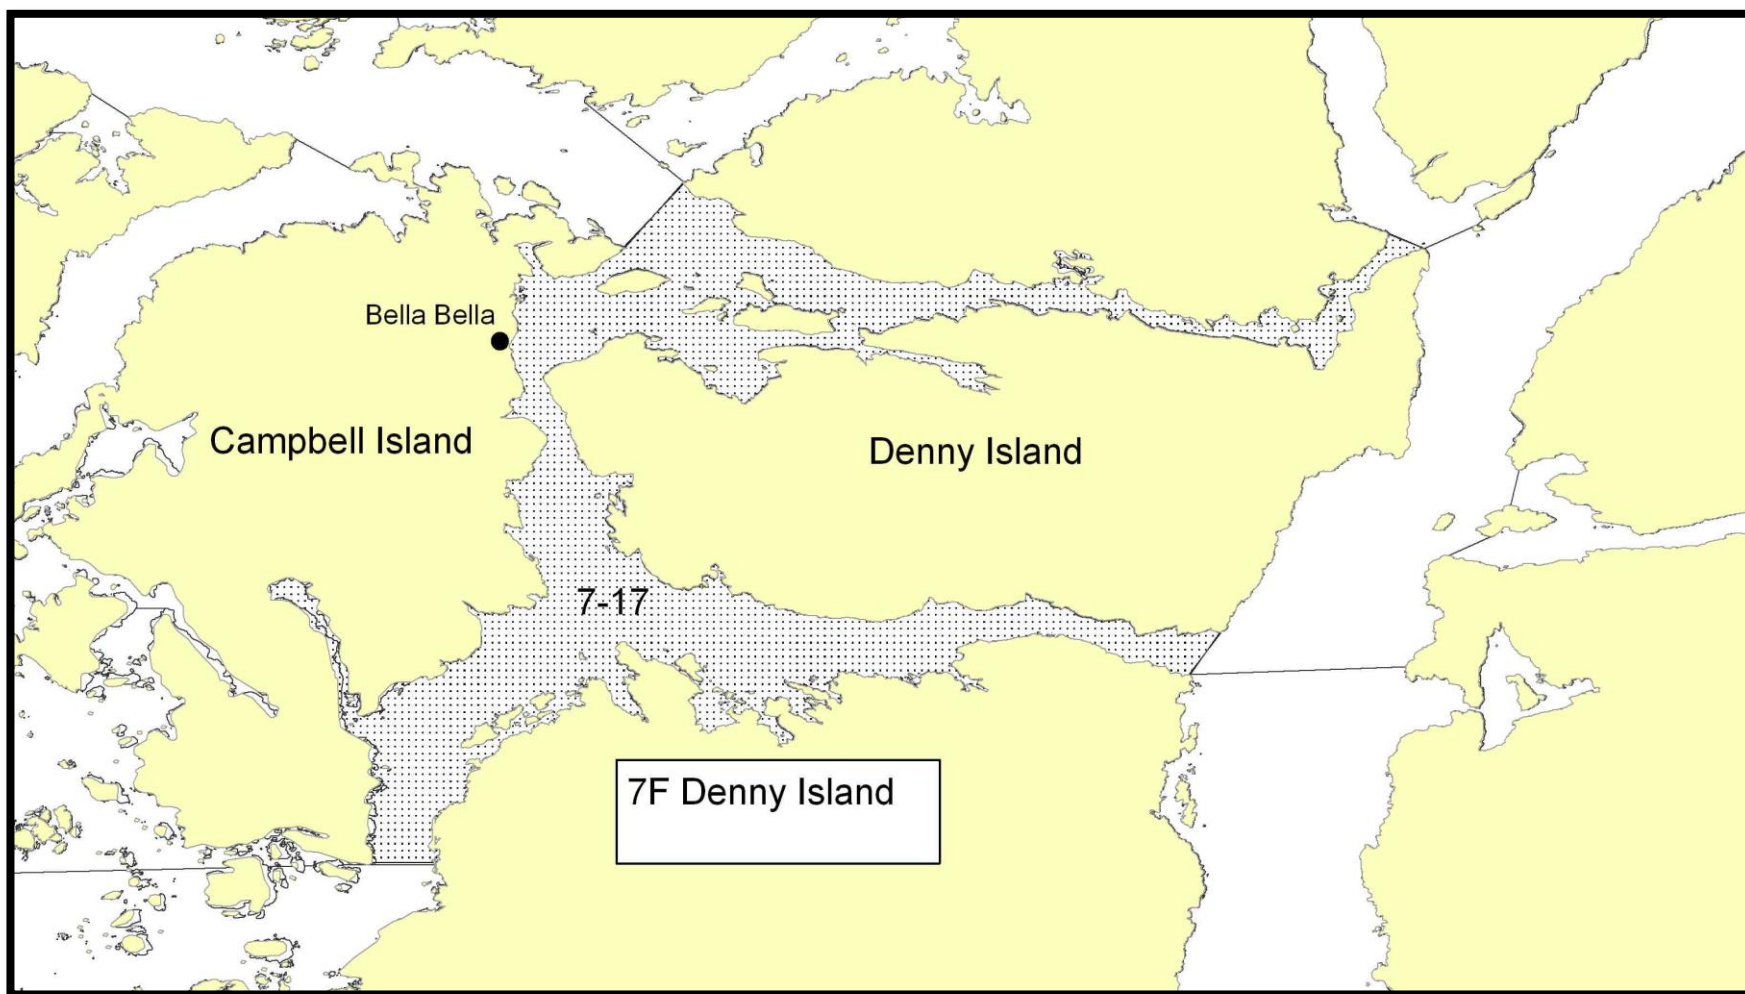 Bella Bella
Campbell Island
Denny Island
7-17
7F Denny Island